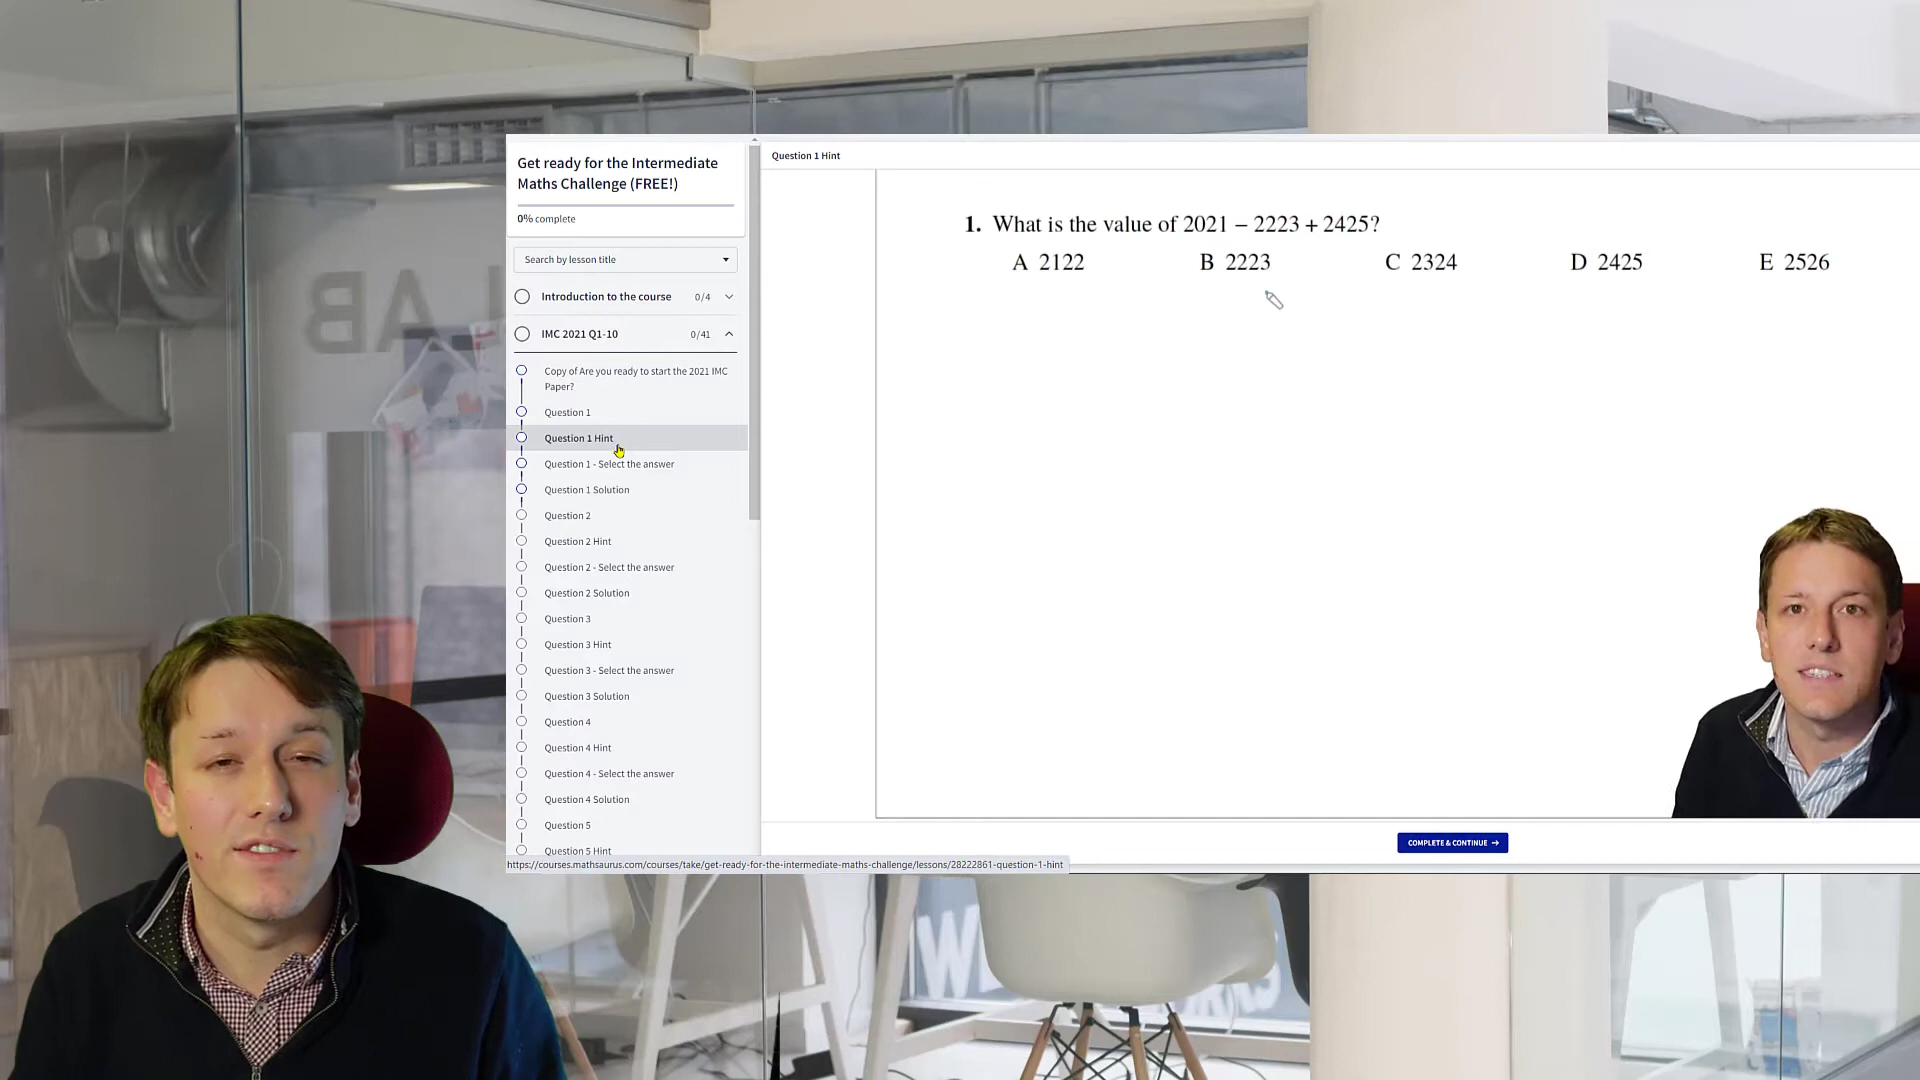 Get ready for the Intermediate
Maths Challenge (FREE!)
0% complete
Search by lesson title
Introduction to the course 0/4
IMC 2021 Q1-10 0/41
Copy of Are you ready to start the 2021 IMC
Paper?
Question 1
Question 1 Hint
Question 1 - Select the answer
Question 1 Solution
Question 2
Question 2 Hint
Question 2 - Select the answer
Question 2 Solution
Question 3
Question 3 Hint
Question 3 - Select the answer
Question 3 Solution
Question 4
Question 4 Hint
Question 4 - Select the answer
Question 4 Solution
Question 5
Question 5 Hint
https://courses.mathsaurus.com/courses/take/get-ready-for-the-intermediate-maths-challenge/lessons/28222861-question-1-hint
Question 1 Hint
1. What is the value of 2021 − 2223 + 2425?
A 2122 B 2223 C 2324 D 2425 E 2526
COMPLETE & CONTINUE →
LAB